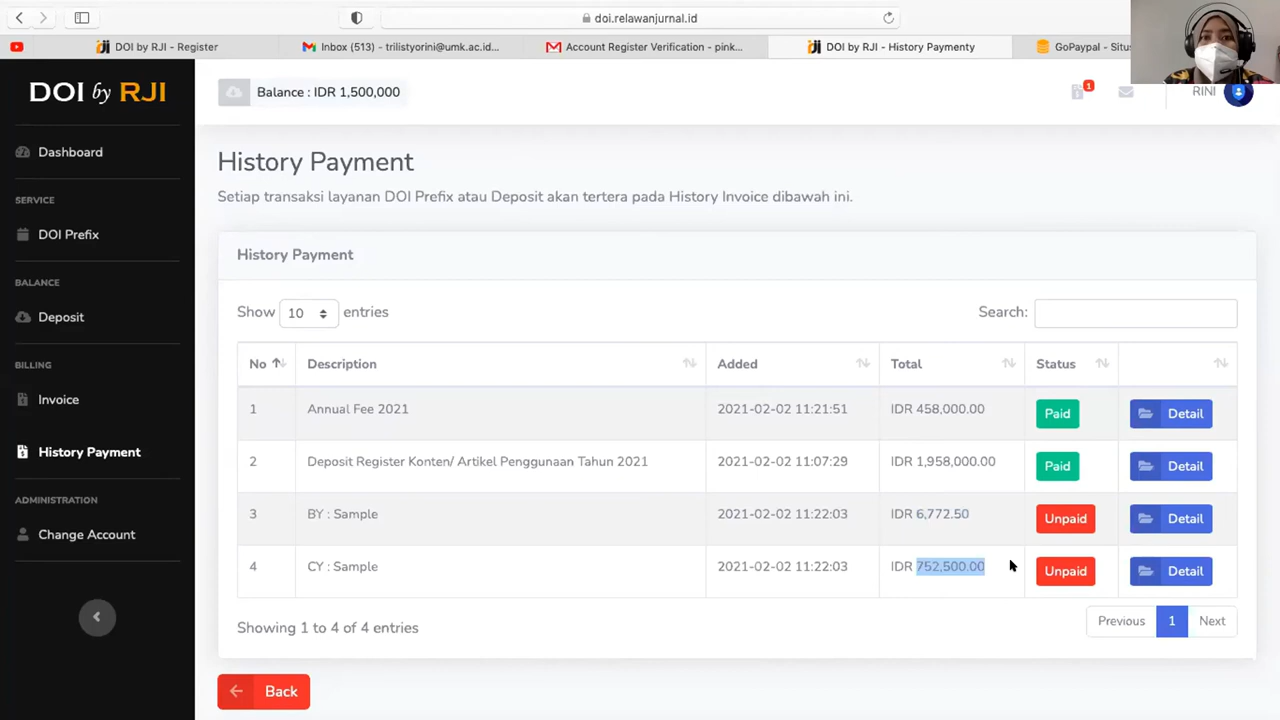 doi.relawanjurnal.id
DOI by RJI - Register
Inbox (513) - trilistyorini@umk.ac.id...
Account Register Verification - pink...
DOI by RJI - History Paymenty
GoPaypal - Situs
DOI by RJI
Balance : IDR 1,500,000
1
RINI
Dashboard
SERVICE
DOI Prefix
BALANCE
Deposit
BILLING
Invoice
History Payment
ADMINISTRATION
Change Account
History Payment
Setiap transaksi layanan DOI Prefix atau Deposit akan tertera pada History Invoice dibawah ini.
History Payment
Show 10 entries
Search:
No Description Added Total Status
1 Annual Fee 2021 2021-02-02 11:21:51 IDR 458,000.00 Paid Detail
2 Deposit Register Konten/ Artikel Penggunaan Tahun 2021 2021-02-02 11:07:29 IDR 1,958,000.00 Paid Detail
3 BY : Sample 2021-02-02 11:22:03 IDR 6,772.50 Unpaid Detail
4 CY : Sample 2021-02-02 11:22:03 IDR 752,500.00 Unpaid Detail
Showing 1 to 4 of 4 entries
Previous 1 Next
Back